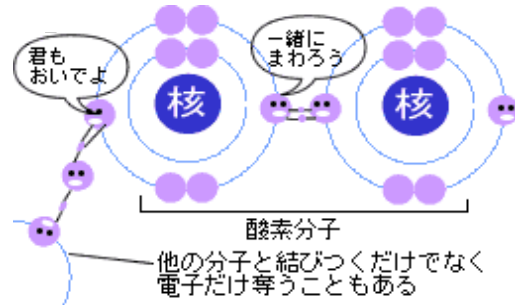 君も
おいでよ
一緒に
まわろう
核
核
酸素分子
他の分子と結びつくだけでなく
電子だけ奪うこともある